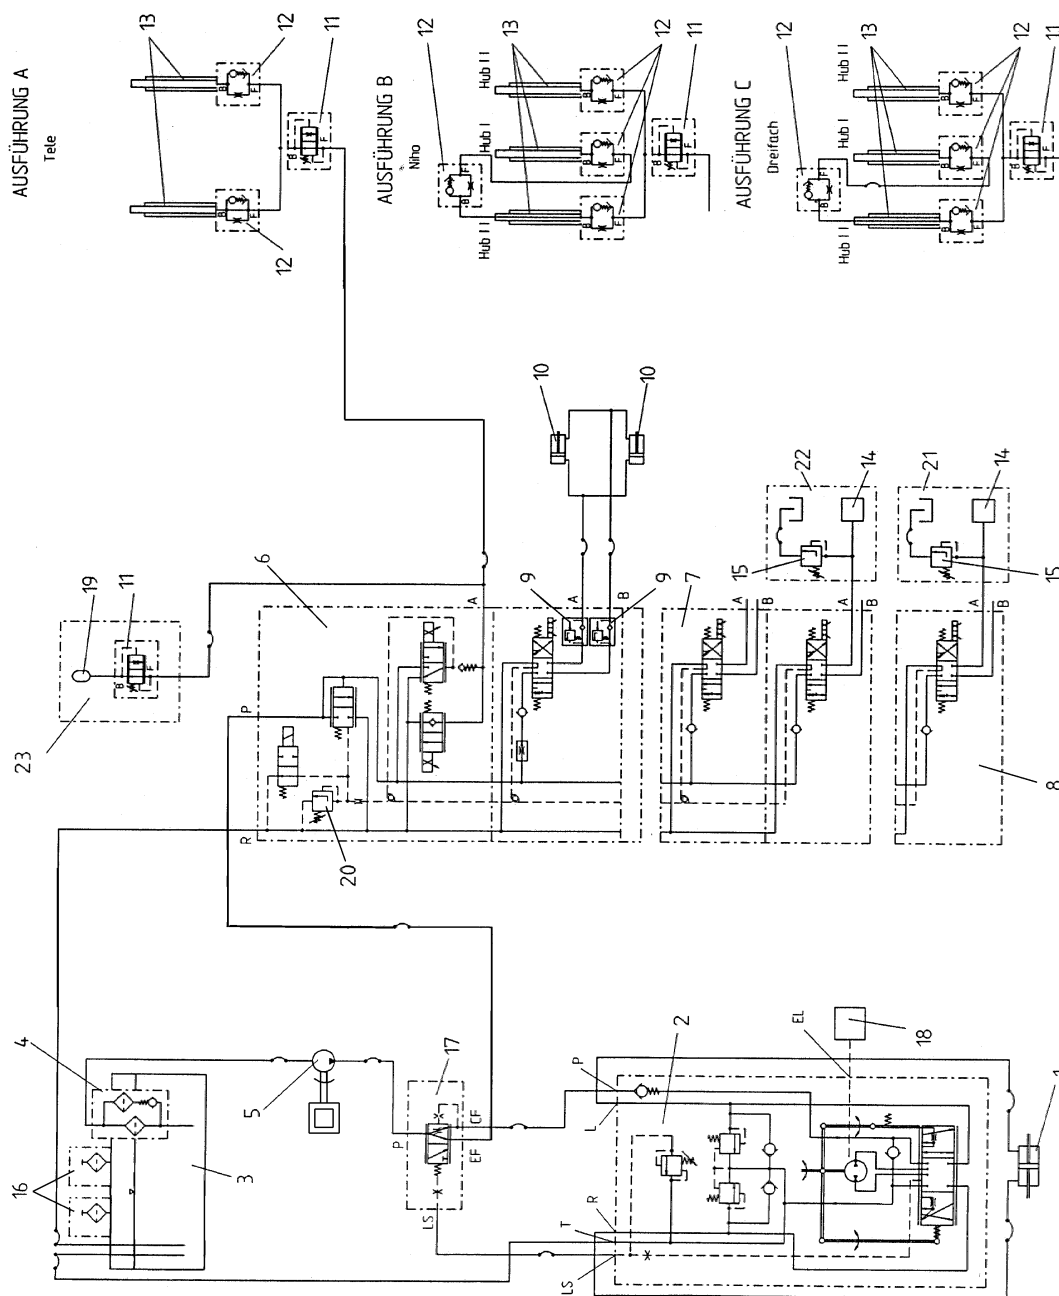 AUSFÜHRUNG A
Tele
13
12
11
12
AUSFÜHRUNG B
Niho
12
Hub II
13
Hub I
Hub II
12
11
B
F
AUSFÜHRUNG C
Dreifach
12
Hub II
13
Hub I
Hub II
12
11
B
F
19
11
B
F
23
6
P
R
A
20
9
A
9
B
10
10
7
A
B
A
B
22
15
14
21
15
14
A
B
8
4
16
3
5
17
P
LS
EF
CF
2
P
L
R
T
LS
EL
18
1